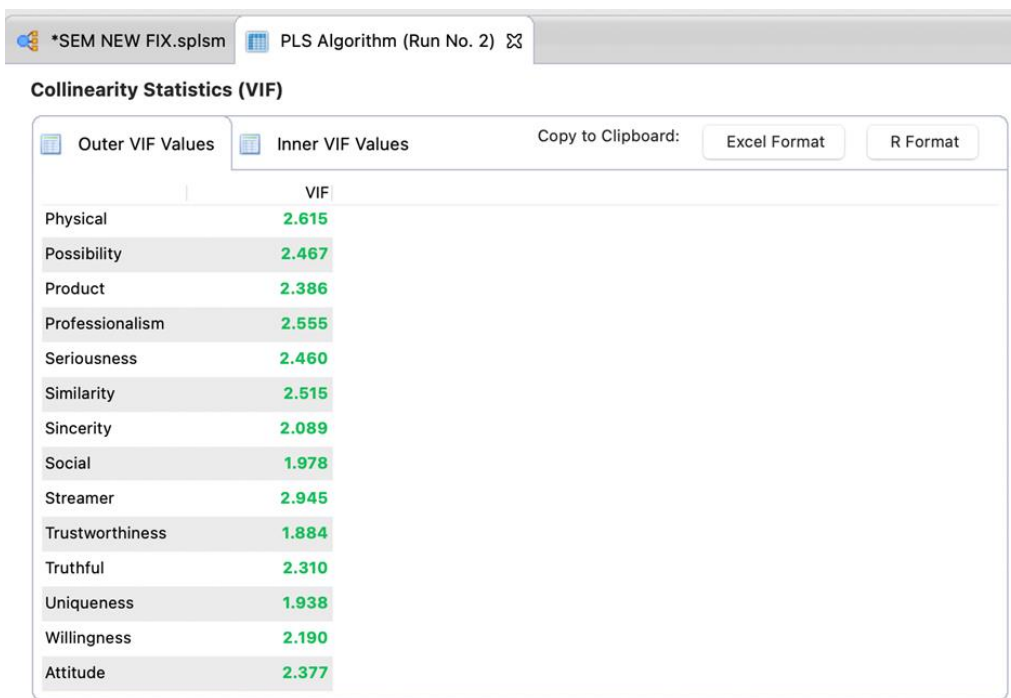 *SEM NEW FIX.splsm PLS Algorithm (Run No. 2)
Collinearity Statistics (VIF)
Outer VIF Values Inner VIF Values Copy to Clipboard: Excel Format R Format
VIF
Physical 2.615
Possibility 2.467
Product 2.386
Professionalism 2.555
Seriousness 2.460
Similarity 2.515
Sincerity 2.089
Social 1.978
Streamer 2.945
Trustworthiness 1.884
Truthful 2.310
Uniqueness 1.938
Willingness 2.190
Attitude 2.377